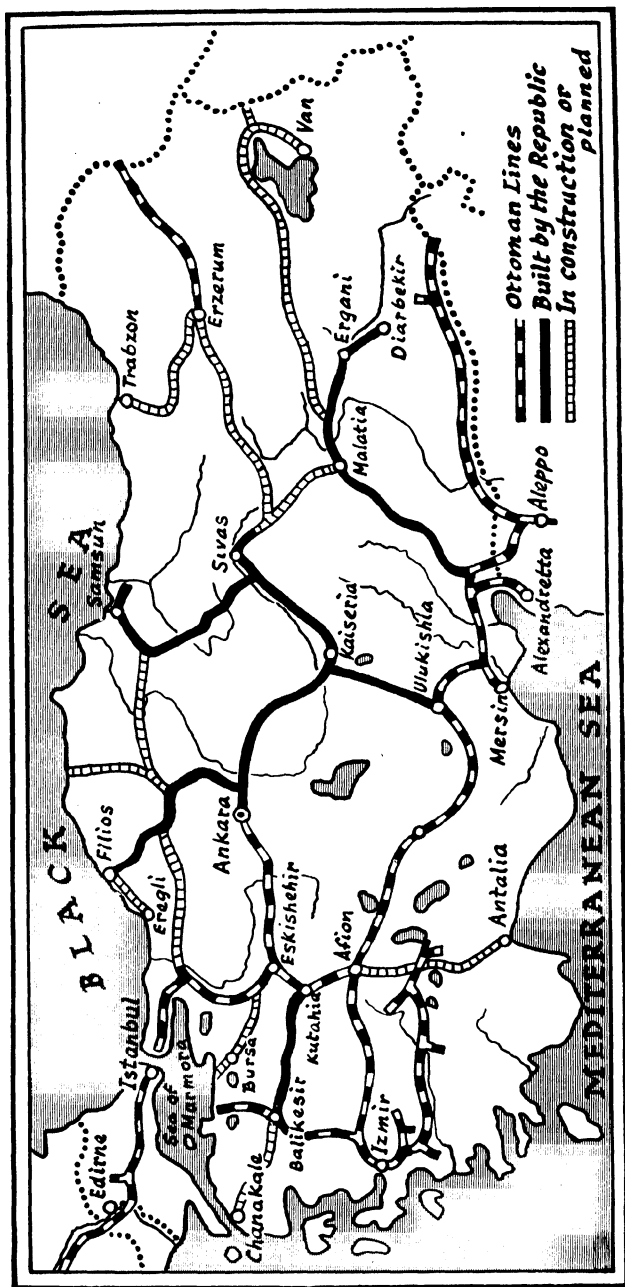 BLACK SEA
Edirne
Istanbul
Sea of
Marmora
Chanakale
Bursa
Balikesir
Kutahia
Eskishehir
Izmir
Afion
Antalia
Eregli
Filios
Ankara
Samsun
Sivas
Kaiseria
Ulukishla
Mersin
Alexandretta
Aleppo
Malatia
Ergani
Diarbekir
Trabzon
Erzerum
Van
MEDITERRANEAN SEA
Ottoman Lines
Built by the Republic
In construction or
planned